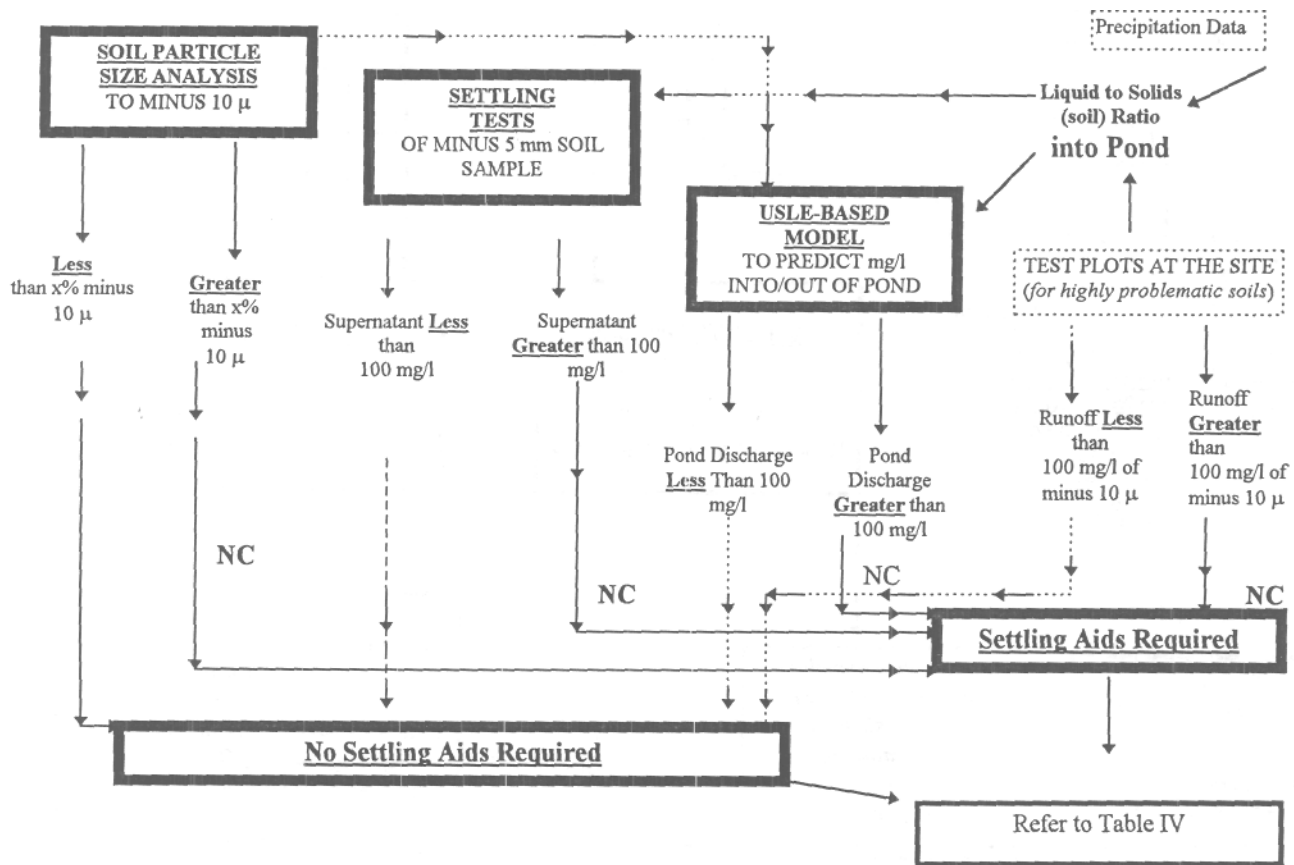 Precipitation Data
SOIL PARTICLE
SIZE ANALYSIS
TO MINUS 10 µ
SETTLING
TESTS
OF MINUS 5 mm SOIL
SAMPLE
Liquid to Solids
(soil) Ratio
into Pond
USLE-BASED
MODEL
TO PREDICT mg/l
INTO/OUT OF POND
TEST PLOTS AT THE SITE
(for highly problematic soils)
Less
than x% minus
10 µ
Greater
than x%
minus
10 µ
Supernatant Less
than
100 mg/l
Supernatant
Greater than 100
mg/l
Pond Discharge
Less Than 100
mg/l
Pond
Discharge
Greater than
100 mg/l
Runoff Less
than
100 mg/l of
minus 10 µ
Runoff
Greater
than
100 mg/l of
minus 10 µ
NC
NC
NC
NC
Settling Aids Required
No Settling Aids Required
Refer to Table IV